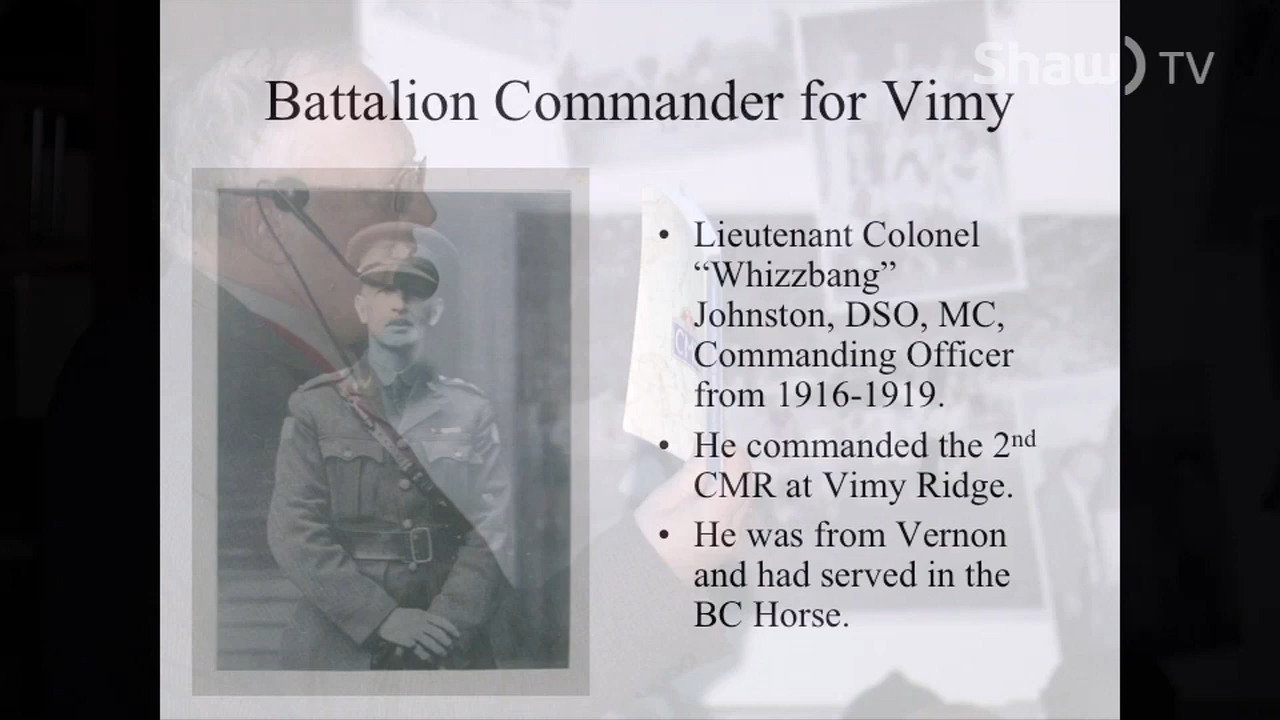 Shaw) TV
Battalion Commander for Vimy
• Lieutenant Colonel
“Whizzbang”
Johnston, DSO, MC,
Commanding Officer
from 1916-1919.
• He commanded the 2nd
CMR at Vimy Ridge.
• He was from Vernon
and had served in the
BC Horse.